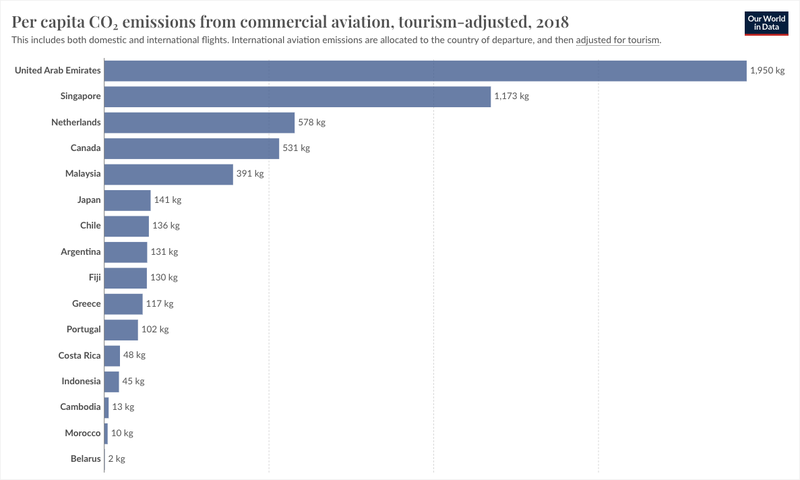 Per capita CO₂ emissions from commercial aviation, tourism-adjusted, 2018
Our World in Data
This includes both domestic and international flights. International aviation emissions are allocated to the country of departure, and then adjusted for tourism.
United Arab Emirates 1,950 kg
Singapore 1,173 kg
Netherlands 578 kg
Canada 531 kg
Malaysia 391 kg
Japan 141 kg
Chile 136 kg
Argentina 131 kg
Fiji 130 kg
Greece 117 kg
Portugal 102 kg
Costa Rica 48 kg
Indonesia 45 kg
Cambodia 13 kg
Morocco 10 kg
Belarus 2 kg